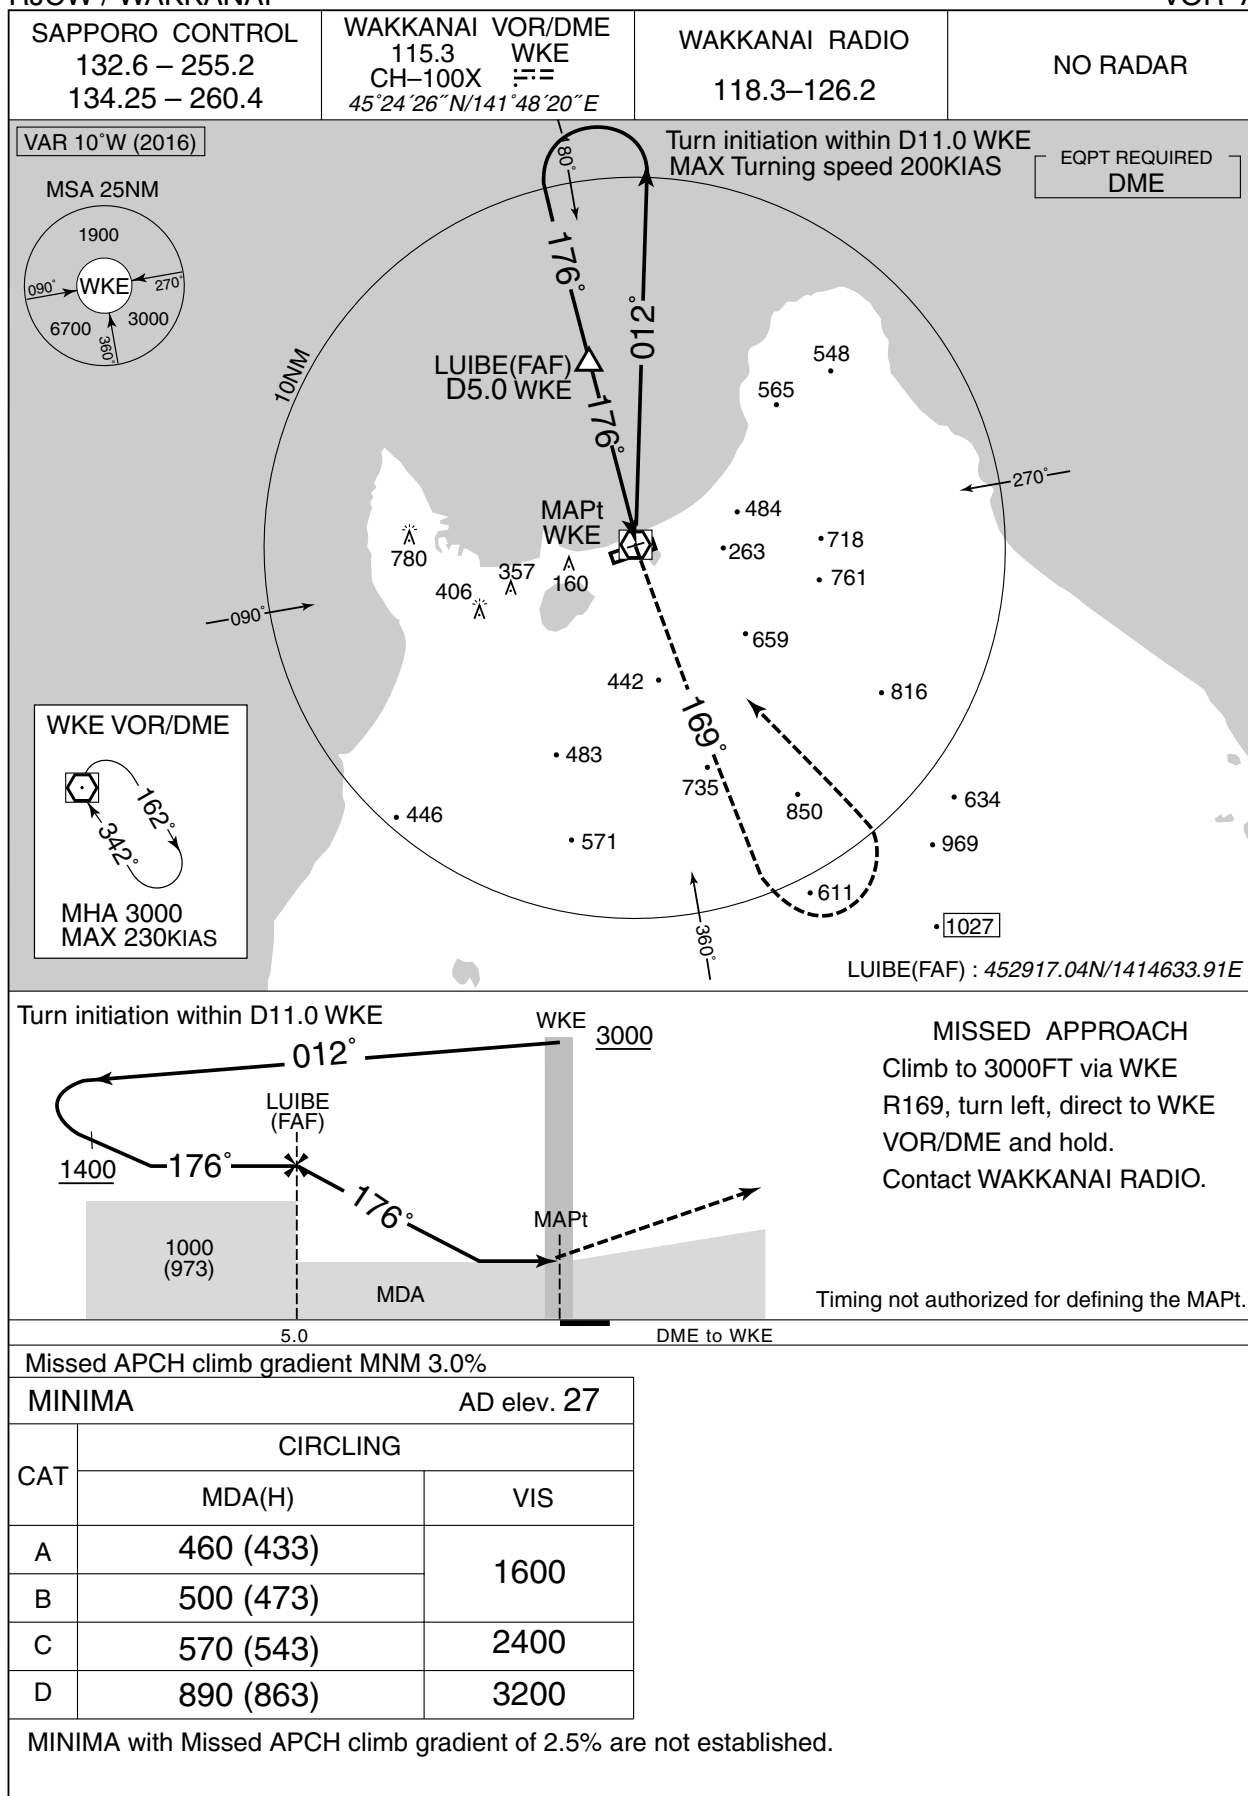 RJCW / WAKKANAI
VOR A
SAPPORO CONTROL
132.6 – 255.2
134.25 – 260.4
WAKKANAI VOR/DME
115.3 WKE
CH–100X
45°24´26˝N/141°48´20˝E
WAKKANAI RADIO
118.3–126.2
NO RADAR
VAR 10°W (2016)
MSA 25NM
1900
WKE
090°
270°
6700
3000
360°
Turn initiation within D11.0 WKE
MAX Turning speed 200KIAS
EQPT REQUIRED
DME
180°
176°
012°
10NM
LUIBE(FAF)
D5.0 WKE
176°
548
565
270°
MAPt
WKE
484
263
718
761
780
406
357
160
090°
659
442
816
169°
483
735
850
634
446
571
969
611
1027
360°
WKE VOR/DME
162°
342°
MHA 3000
MAX 230KIAS
LUIBE(FAF) : 452917.04N/1414633.91E
Turn initiation within D11.0 WKE
WKE
3000
012°
LUIBE
(FAF)
1400
176°
176°
MAPt
1000
(973)
MDA
5.0
DME to WKE
MISSED APPROACH
Climb to 3000FT via WKE
R169, turn left, direct to WKE
VOR/DME and hold.
Contact WAKKANAI RADIO.
Timing not authorized for defining the MAPt.
Missed APCH climb gradient MNM 3.0%
MINIMA AD elev. 27
CAT
CIRCLING
MDA(H) VIS
A 460 (433) 1600
B 500 (473)
C 570 (543) 2400
D 890 (863) 3200
MINIMA with Missed APCH climb gradient of 2.5% are not established.